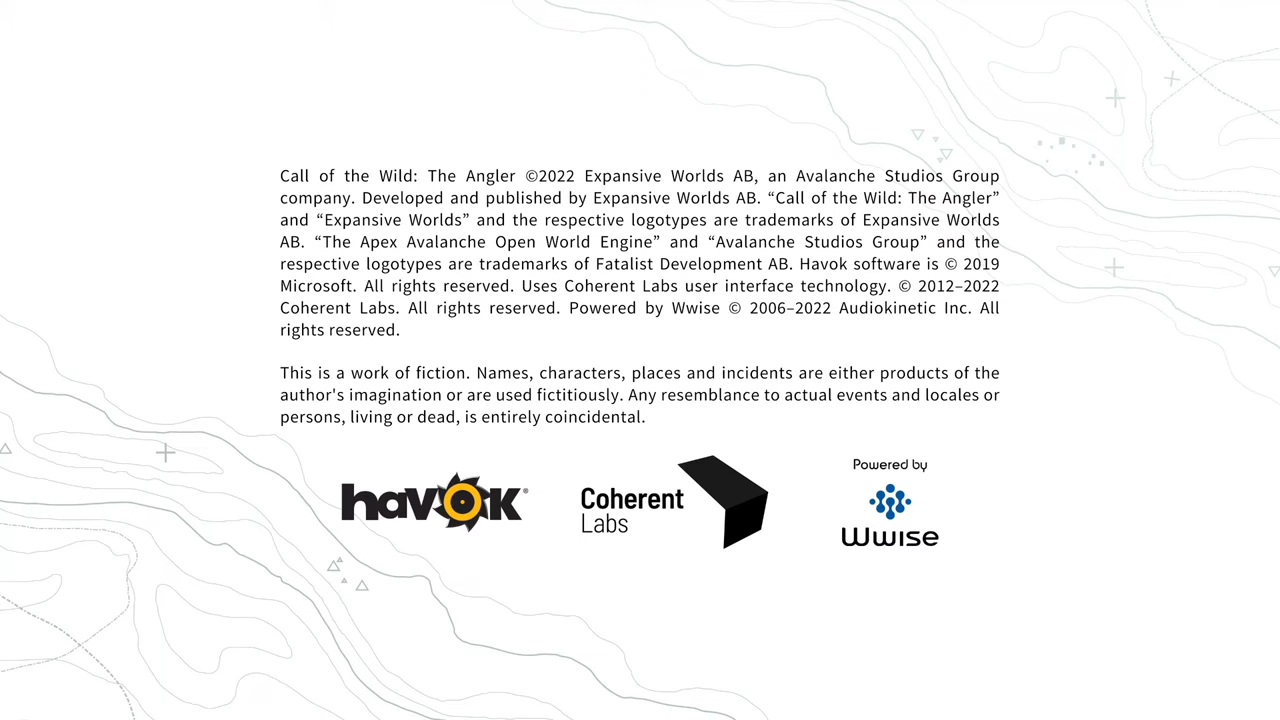 Call of the Wild: The Angler ©2022 Expansive Worlds AB, an Avalanche Studios Group
company. Developed and published by Expansive Worlds AB. “Call of the Wild: The Angler”
and “Expansive Worlds” and the respective logotypes are trademarks of Expansive Worlds
AB. “The Apex Avalanche Open World Engine” and “Avalanche Studios Group” and the
respective logotypes are trademarks of Fatalist Development AB. Havok software is © 2019
Microsoft. All rights reserved. Uses Coherent Labs user interface technology. © 2012–2022
Coherent Labs. All rights reserved. Powered by Wwise © 2006–2022 Audiokinetic Inc. All
rights reserved.
This is a work of fiction. Names, characters, places and incidents are either products of the
author's imagination or are used fictitiously. Any resemblance to actual events and locales or
persons, living or dead, is entirely coincidental.
havok®
Coherent
Labs
Powered by
Wwise